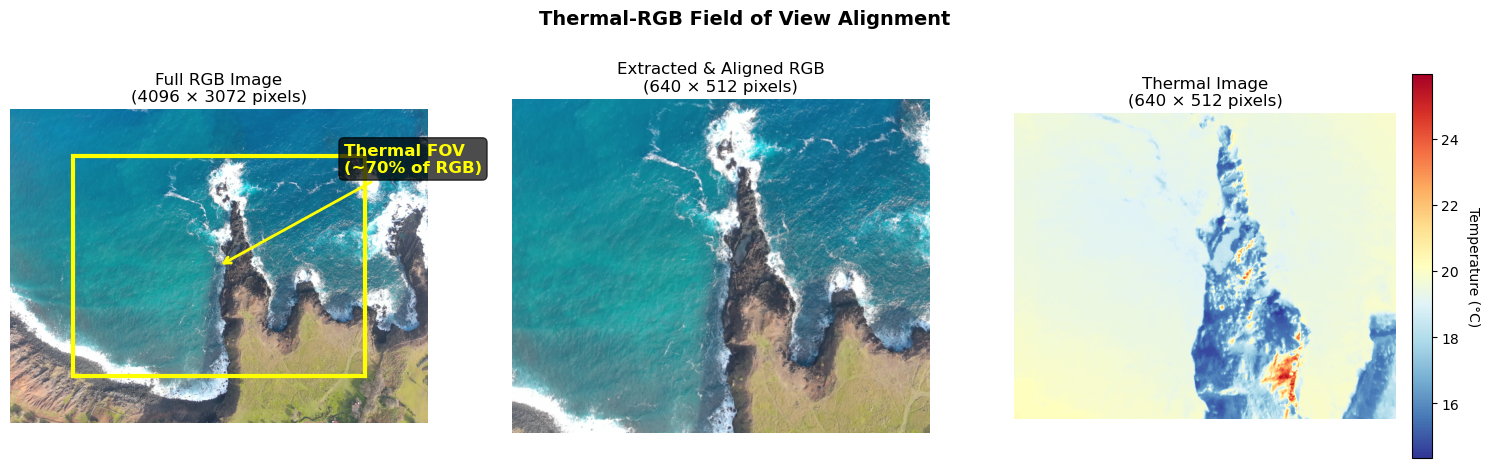 Thermal-RGB Field of View Alignment
Full RGB Image
(4096 × 3072 pixels)
Thermal FOV
(~70% of RGB)
Extracted & Aligned RGB
(640 × 512 pixels)
Thermal Image
(640 × 512 pixels)
24
22
20
18
16
Temperature (°C)